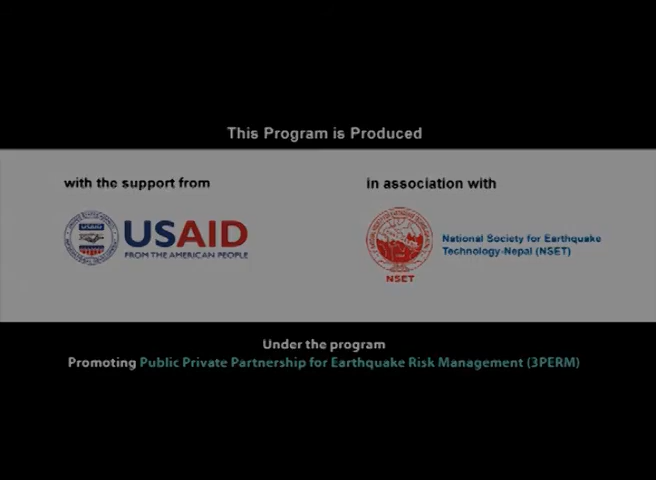 This Program is Produced
with the support from
in association with
USAID
USAID
FROM THE AMERICAN PEOPLE
National Society for Earthquake
Technology-Nepal (NSET)
NSET
Under the program
Promoting Public Private Partnership for Earthquake Risk Management (3PERM)